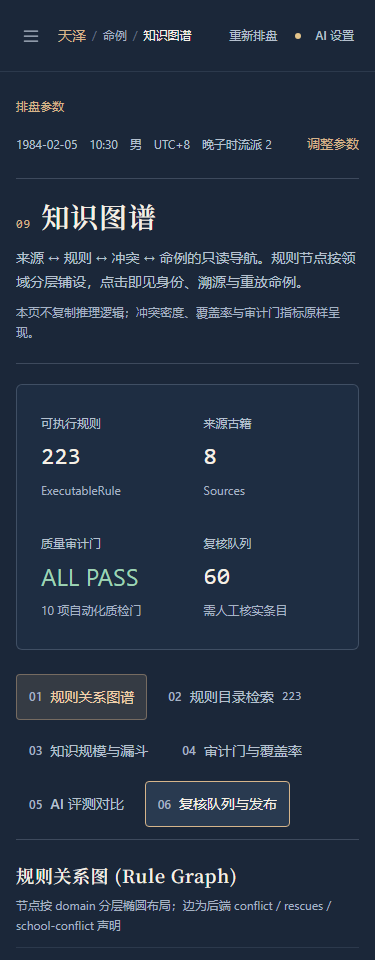 天泽 / 命例 / 知识图谱 重新排盘 AI 设置
排盘参数
1984-02-05 10:30 男 UTC+8 晚子时流派 2 调整参数
09 知识图谱
来源 ↔ 规则 ↔ 冲突 ↔ 命例的只读导航。规则节点按领
域分层铺设，点击即见身份、溯源与重放命例。
本页不复制推理逻辑；冲突密度、覆盖率与审计门指标原样呈
现。
可执行规则 来源古籍
223 8
ExecutableRule Sources
质量审计门 复核队列
ALL PASS 60
10 项自动化质检门 需人工核实条目
01 规则关系图谱 02 规则目录检索 223
03 知识规模与漏斗 04 审计门与覆盖率
05 AI 评测对比 06 复核队列与发布
规则关系图 (Rule Graph)
节点按 domain 分层椭圆布局；边为后端 conflict / rescues /
school-conflict 声明